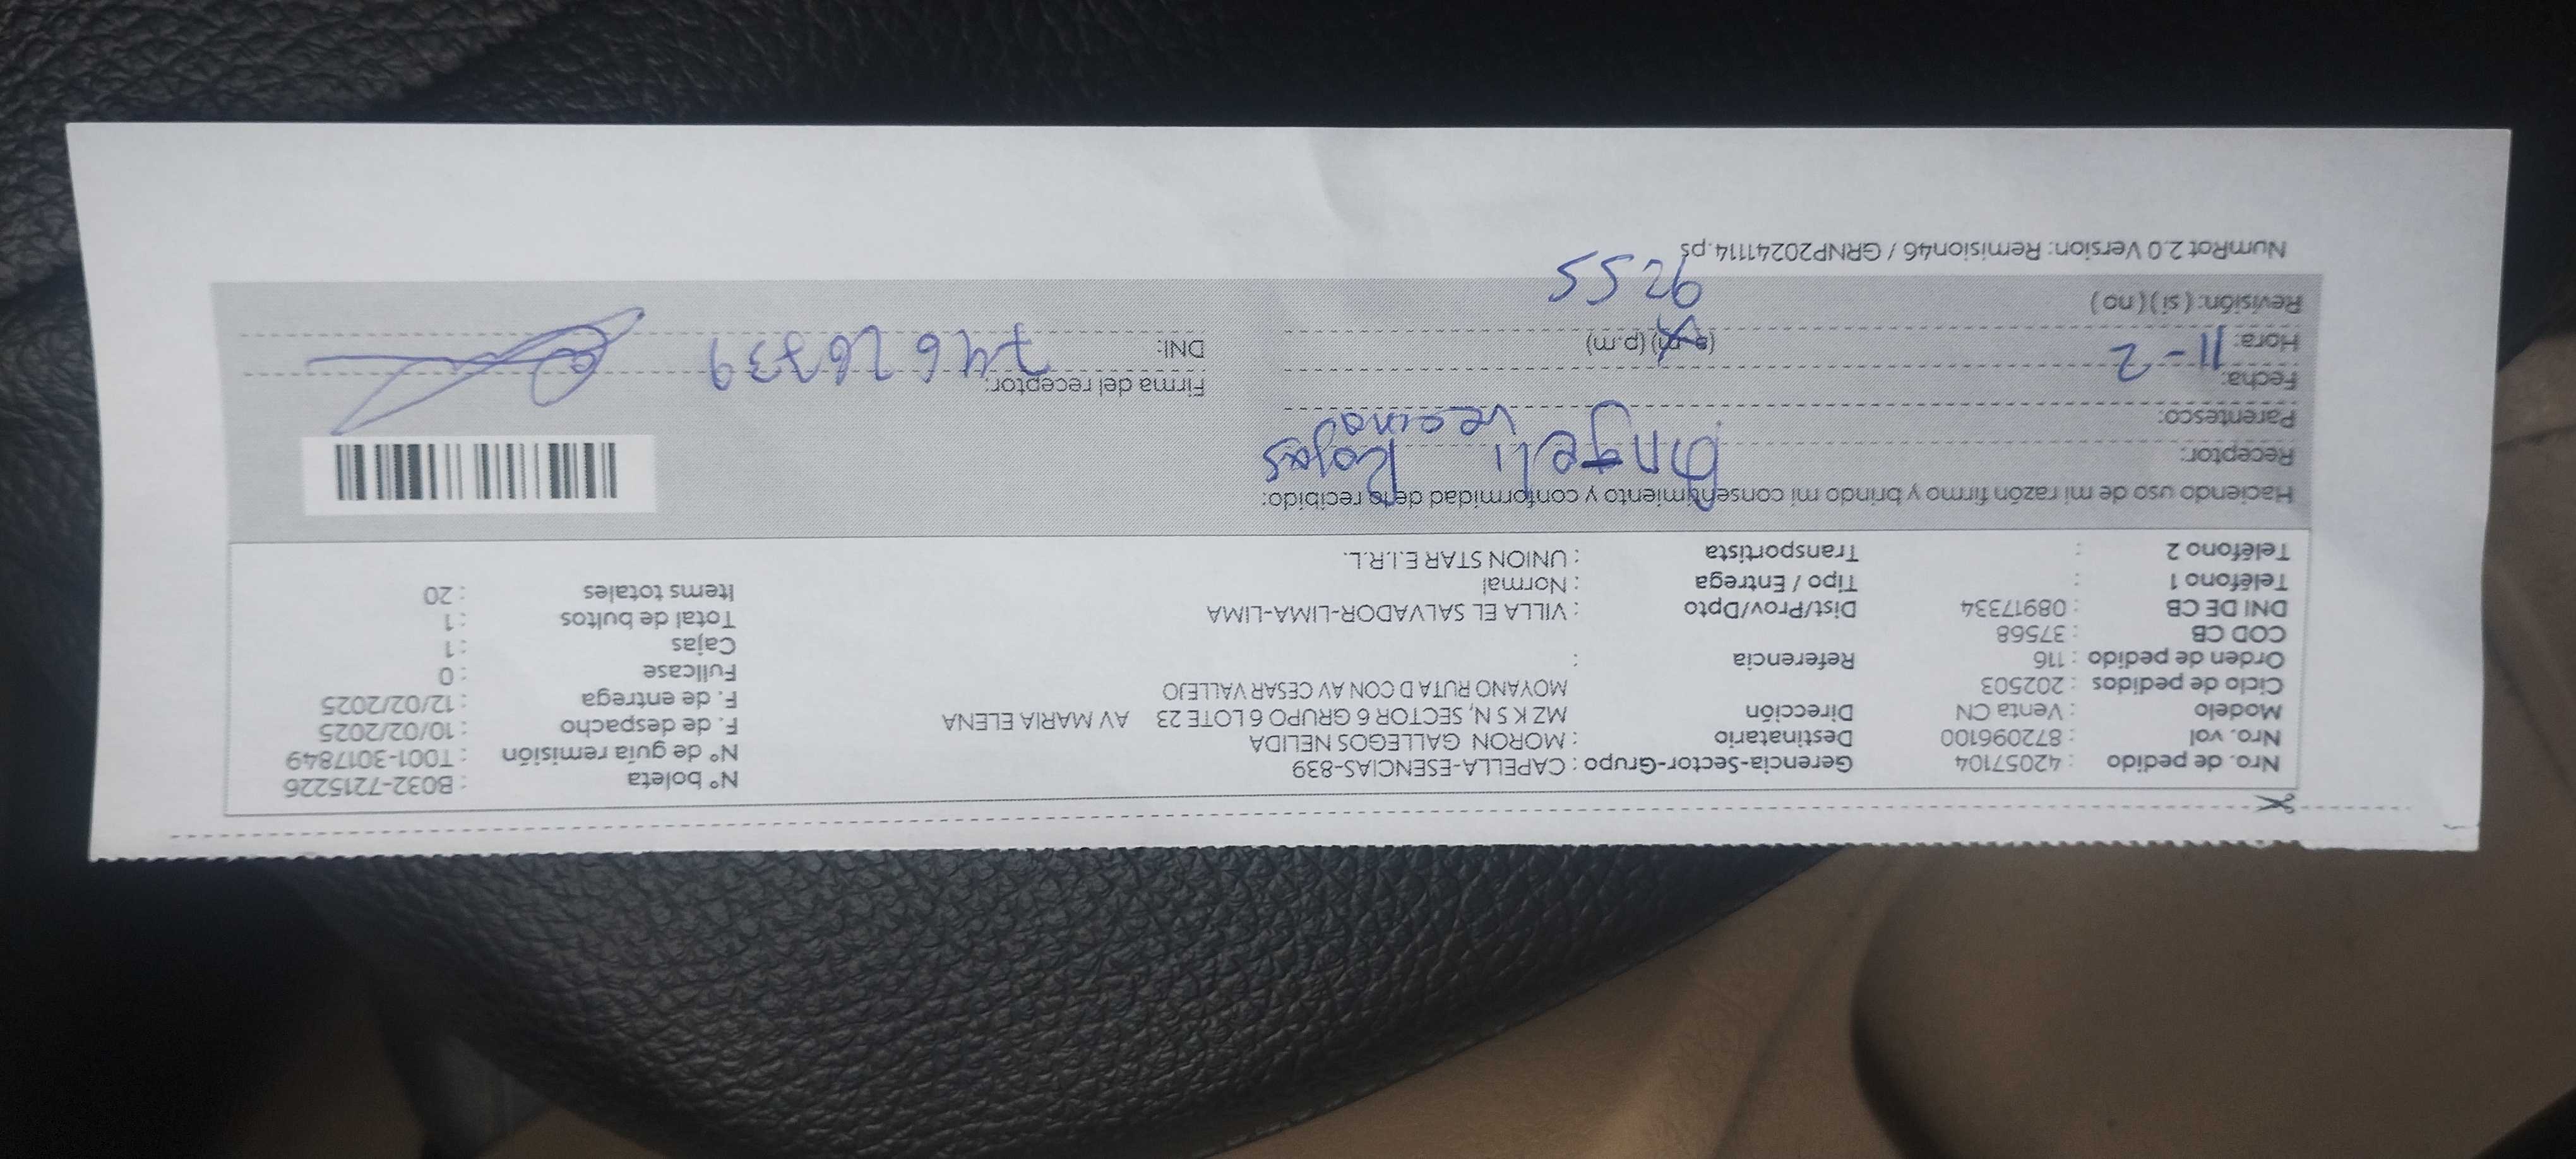 Nro. de pedido : 42057104 Gerencia-Sector-Grupo : CAPELLA-ESENCIAS-839 N° boleta : B032-7215226
Nro. vol : 872096100 Destinatario : MORON GALLEGOS NELIDA N° de guía remisión : T001-3017849
Modelo : Venta CN Dirección MZ K S N, SECTOR 6 GRUPO 6 LOTE 23 AV MARIA ELENA F. de despacho : 10/02/2025
Ciclo de pedidos : 202503 MOYANO RUTA D CON AV CESAR VALLEJO F. de entrega : 12/02/2025
Orden de pedido : 116 Referencia : Fullcase : 0
COD CB : 37568 Cajas : 1
DNI DE CB : 08917334 Dist/Prov/Dpto : VILLA EL SALVADOR-LIMA-LIMA Total de bultos : 1
Teléfono 1 : Tipo / Entrega : Normal Items totales : 20
Teléfono 2 : Transportista : UNION STAR E.I.R.L.
Haciendo uso de mi razón firmo y brindo mi consentimiento y conformidad de lo recibido:
Receptor: Angeli Rojas
Parentesco: vecina
Fecha: 11-2 Firma del receptor:
Hora: (a.m) (p.m) DNI: 74626739
Revisión: (si) (no) 9255
NumRot 2.0 Version: Remision46 / GRNP20241114.ps